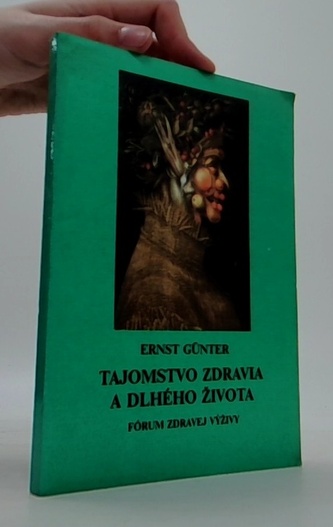 ERNST GÜNTER
TAJOMSTVO ZDRAVIA
A DLHÉHO ŽIVOTA
FÓRUM ZDRAVEJ VÝŽIVY